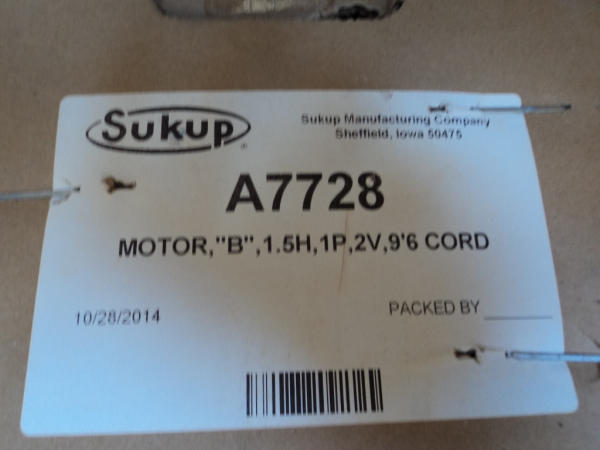 Sukup
Sukup Manufacturing Company
Sheffield, Iowa 50475
A7728
MOTOR,"B",1.5H,1P,2V,9'6 CORD
10/28/2014
PACKED BY ________